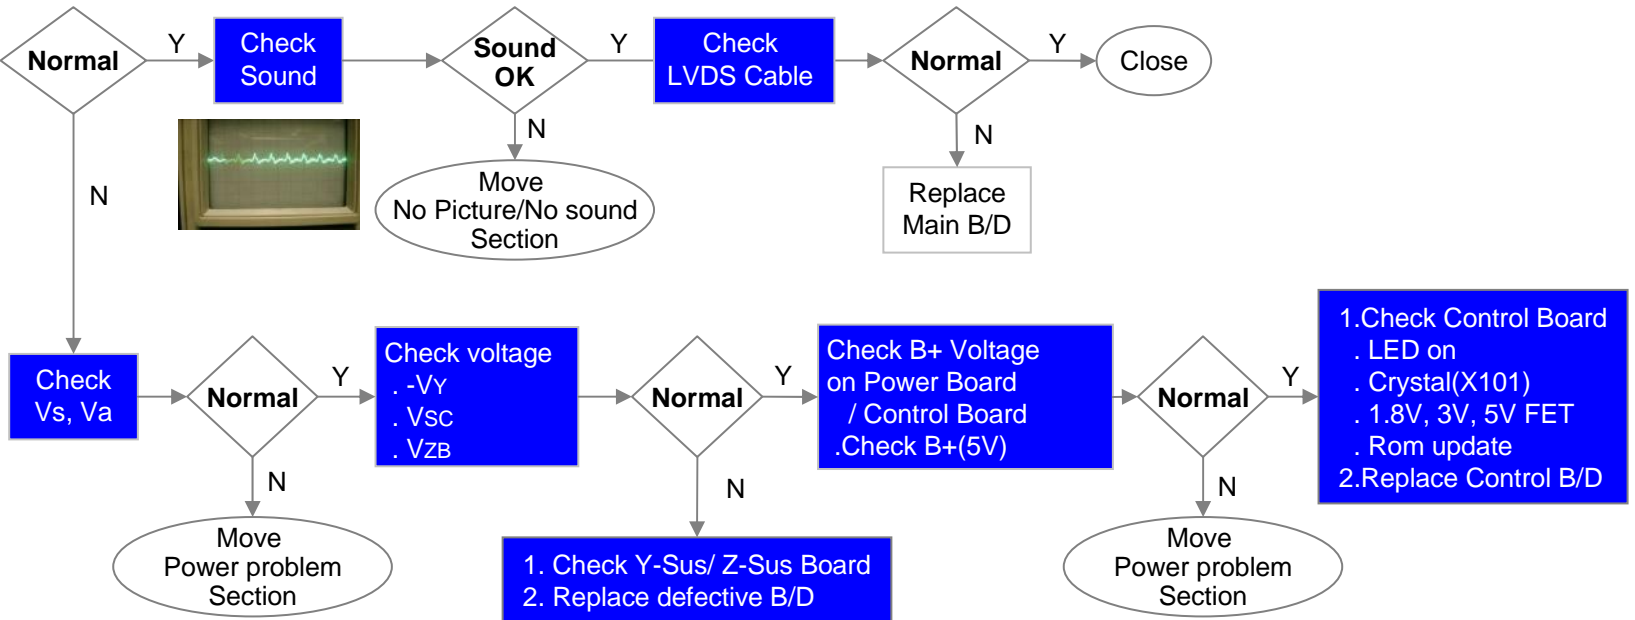 Normal
Y
Check
Sound
Sound
OK
Y
Check
LVDS Cable
Normal
Y
Close
N
N
N
Move
No Picture/No sound
Section
Replace
Main B/D
Check
Vs, Va
Normal
Y
Check voltage
. -VY
. VSC
. VZB
Normal
Y
Check B+ Voltage
on Power Board
/ Control Board
.Check B+(5V)
Normal
Y
1.Check Control Board
. LED on
. Crystal(X101)
. 1.8V, 3V, 5V FET
. Rom update
2.Replace Control B/D
N
N
N
Move
Power problem
Section
1. Check Y-Sus/ Z-Sus Board
2. Replace defective B/D
Move
Power problem
Section